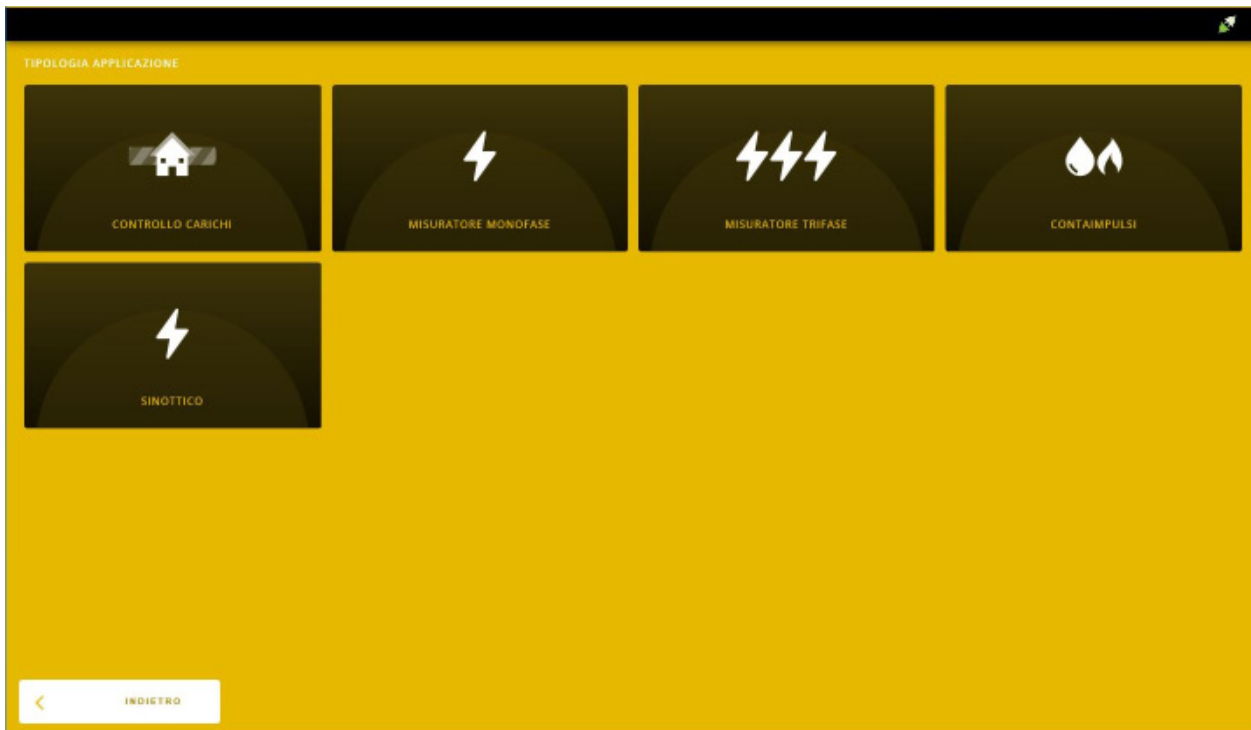 TIPOLOGIA APPLICAZIONE
CONTROLLO CARICHI
MISURATORE MONOFASE
MISURATORE TRIFASE
CONTAIMPULSI
SINOTTICO
INDIETRO